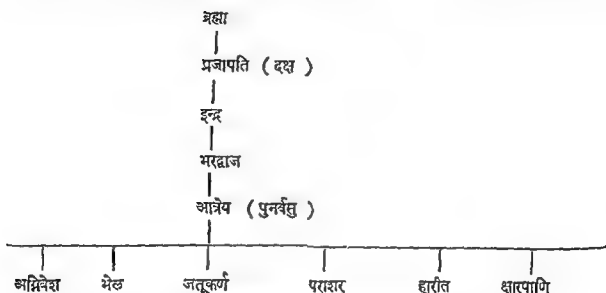 ब्रह्मा
प्रजापति ( दक्ष )
इन्द्र
भरद्वाज
आत्रेय ( पुनर्वसु )
अग्निवेश भेल जतूकर्ण पराशर हारीत क्षारपाणि